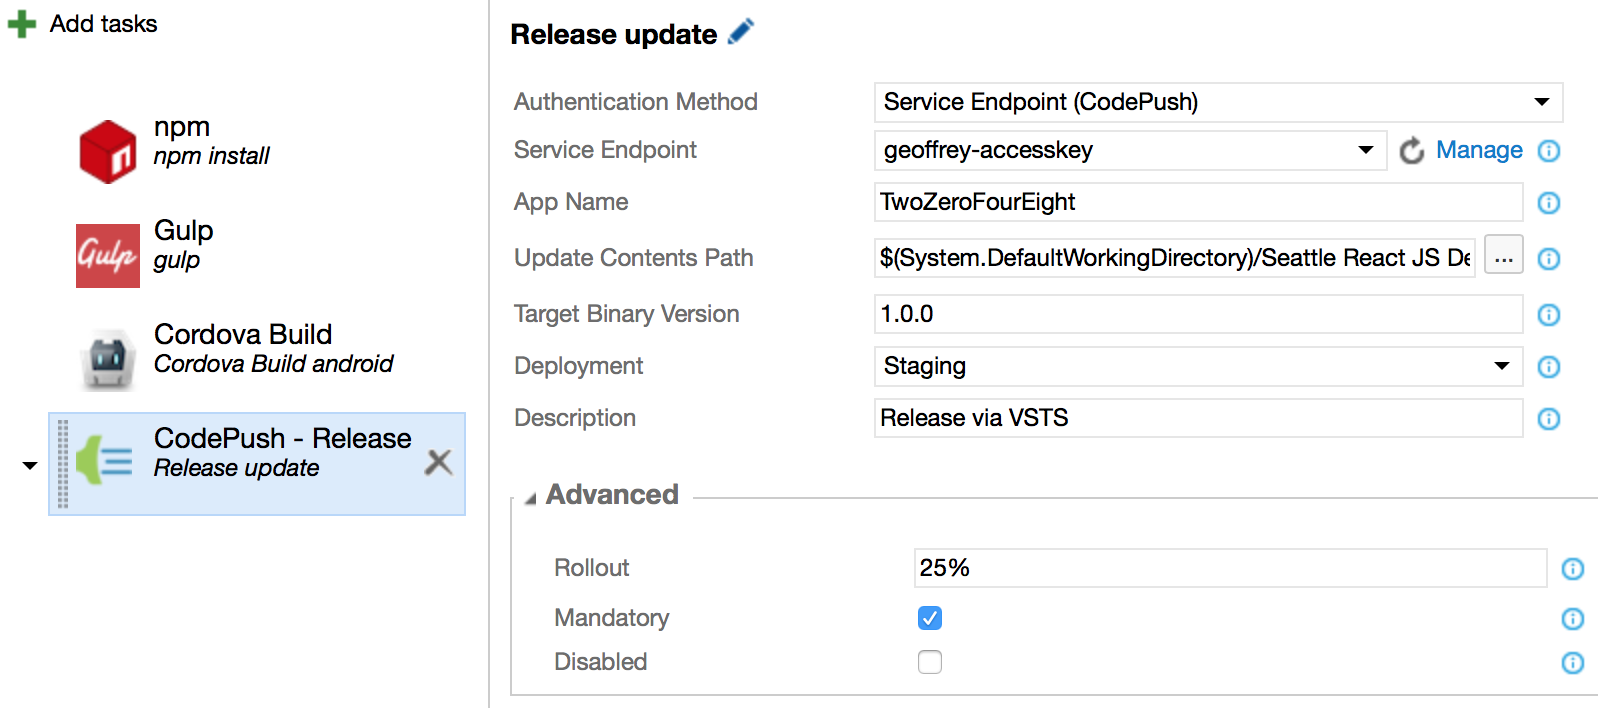 Add tasks
npm
npm install
Gulp
Gulp
gulp
Cordova Build
Cordova Build android
CodePush - Release
Release update
Release update
Authentication Method
Service Endpoint (CodePush)
Service Endpoint
geoffrey-accesskey
Manage
App Name
TwoZeroFourEight
Update Contents Path
$(System.DefaultWorkingDirectory)/Seattle React JS De
...
Target Binary Version
1.0.0
Deployment
Staging
Description
Release via VSTS
Advanced
Rollout
25%
Mandatory
Disabled